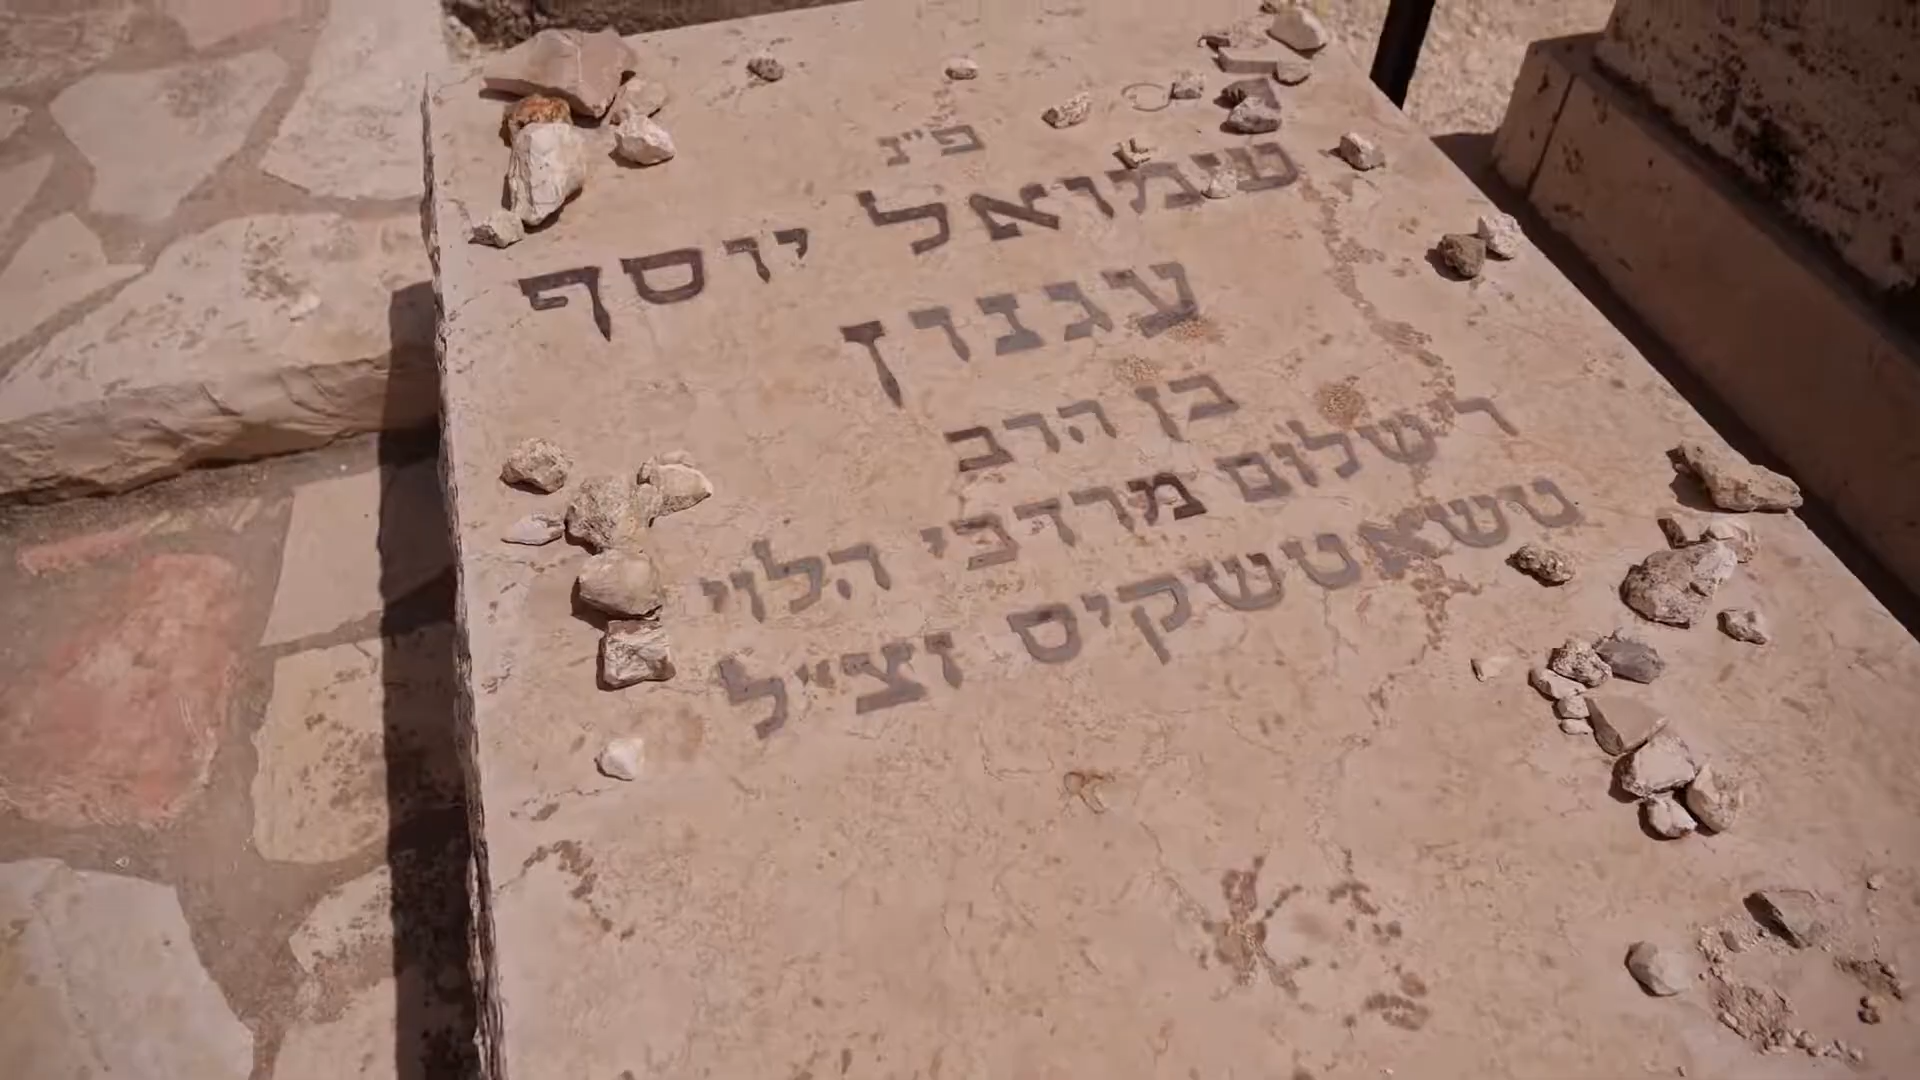 פ״נ
שמואל יוסף
עגנון
בן הרב
ר׳ שלום מרדכי הלוי
טשאטשקיס זצ״ל